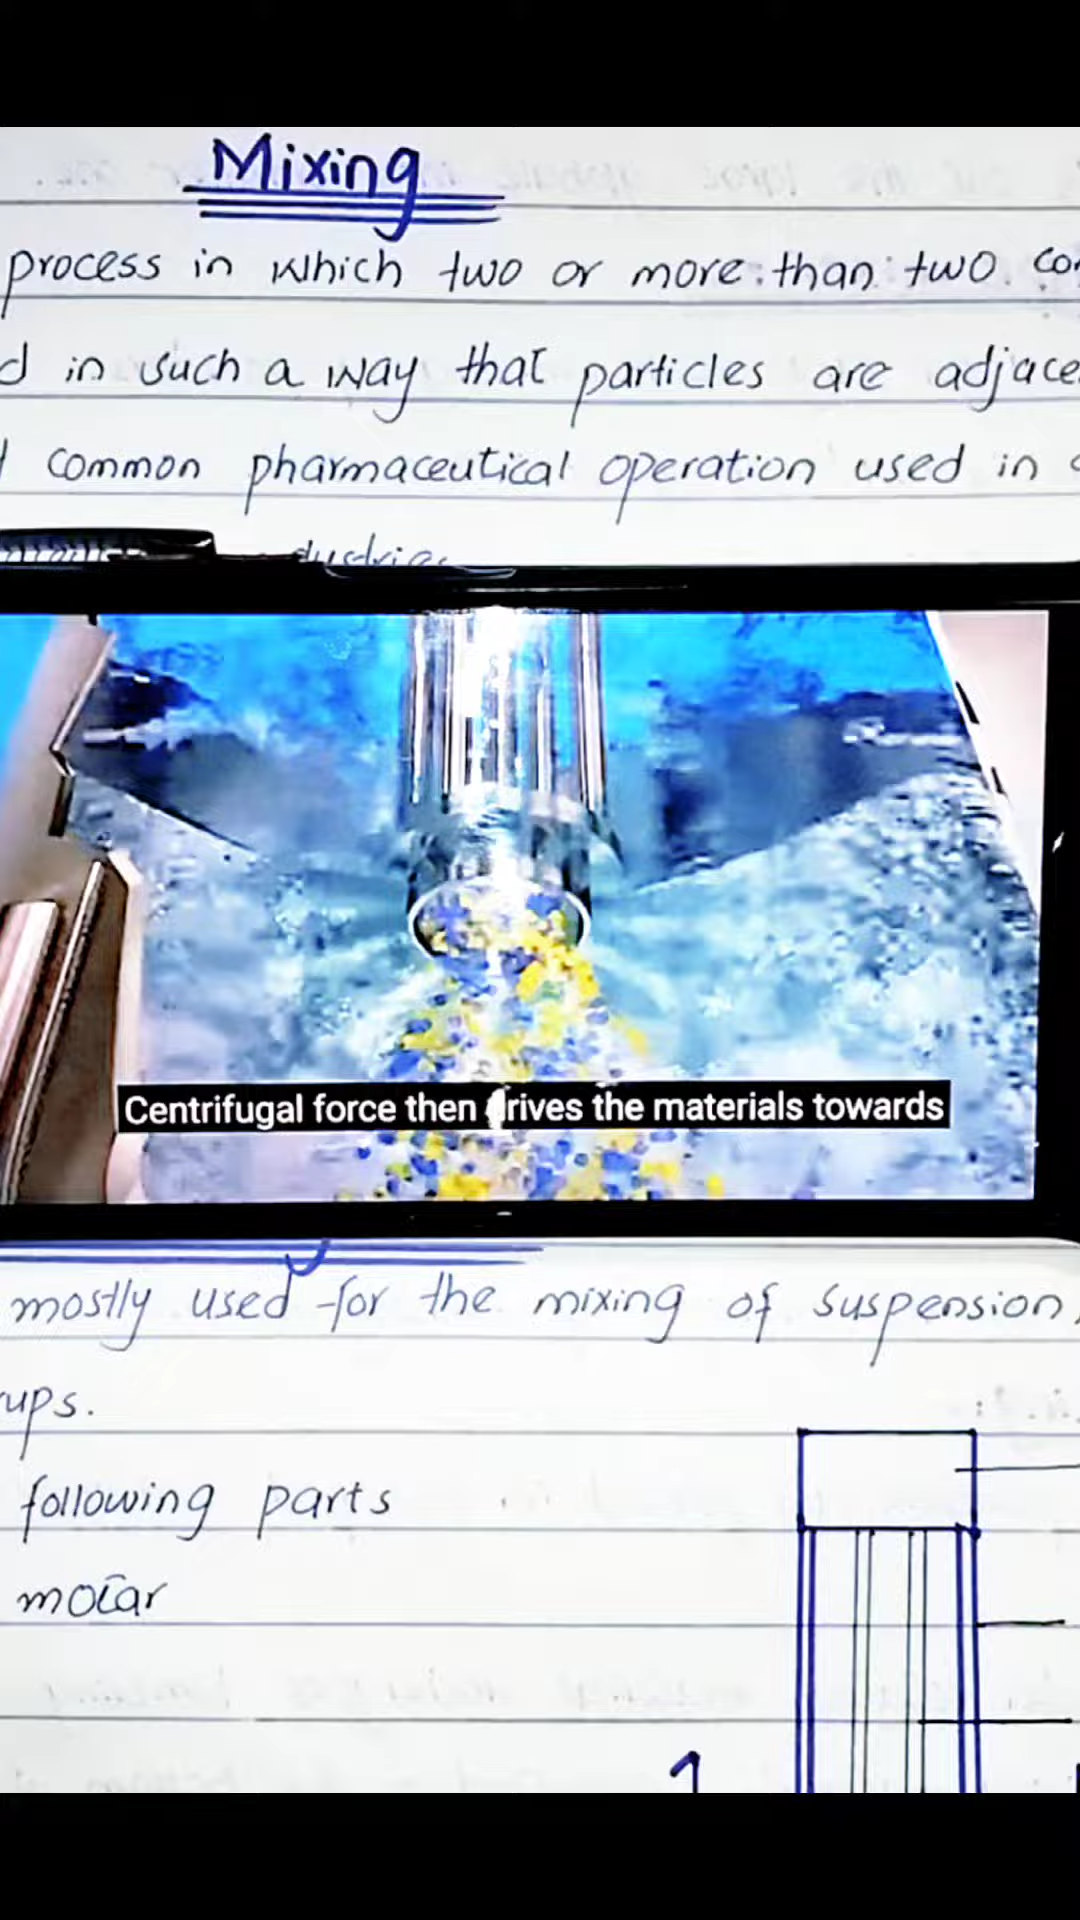 Mixing
process in which two or more than two
in such a way that particles are
common pharmaceutical operation used in
Centrifugal force then drives the materials towards
mostly used for the mixing of suspension,
following parts
motar
1